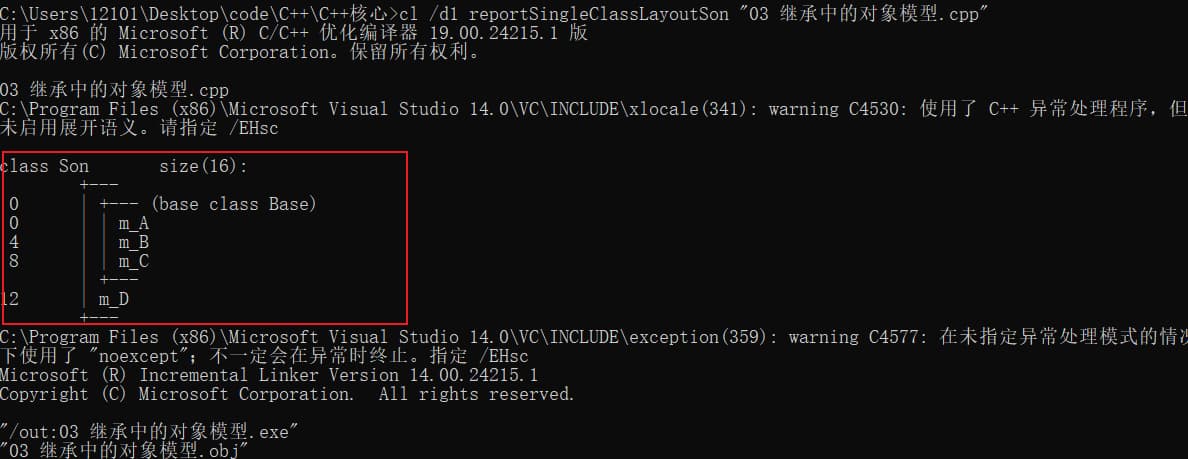 C:\Users\12101\Desktop\code\C++\C++核心>cl /d1 reportSingleClassLayoutSon "03 继承中的对象模型.cpp"
用于 x86 的 Microsoft (R) C/C++ 优化编译器 19.00.24215.1 版
版权所有(C) Microsoft Corporation。保留所有权利。
03 继承中的对象模型.cpp
C:\Program Files (x86)\Microsoft Visual Studio 14.0\VC\INCLUDE\xlocale(341): warning C4530: 使用了 C++ 异常处理程序，但
未启用展开语义。请指定 /EHsc
class Son       size(16):
        +---
 0      | +--- (base class Base)
 0      | | m_A
 4      | | m_B
 8      | | m_C
        | +---
12      | m_D
        +---
C:\Program Files (x86)\Microsoft Visual Studio 14.0\VC\INCLUDE\exception(359): warning C4577: 在未指定异常处理模式的情况
下使用了 "noexcept"; 不一定会在异常时终止。指定 /EHsc
Microsoft (R) Incremental Linker Version 14.00.24215.1
Copyright (C) Microsoft Corporation.  All rights reserved.
"/out:03 继承中的对象模型.exe"
"03 继承中的对象模型.obj"